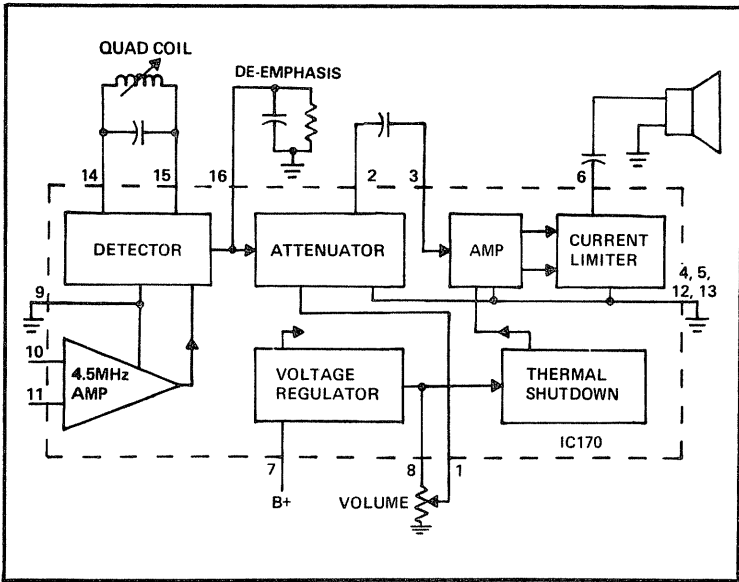 QUAD COIL
DE-EMPHASIS
14
15
16
2
3
6
DETECTOR
ATTENUATOR
AMP
CURRENT
LIMITER
4, 5,
12, 13
9
10
11
4.5MHz
AMP
VOLTAGE
REGULATOR
THERMAL
SHUTDOWN
IC170
7
8
1
B+
VOLUME